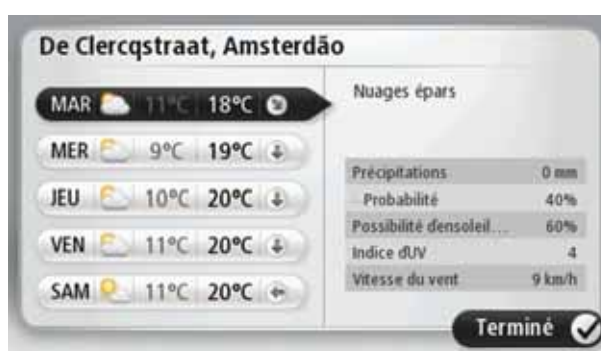 De Clercqstraat, Amsterdão
MAR 11°C 18°C
MER 9°C 19°C
JEU 10°C 20°C
VEN 11°C 20°C
SAM 11°C 20°C
Nuages épars
Précipitations 0 mm
Probabilité 40%
Possibilité densoleil... 60%
Indice dUV 4
Vitesse du vent 9 km/h
Terminé